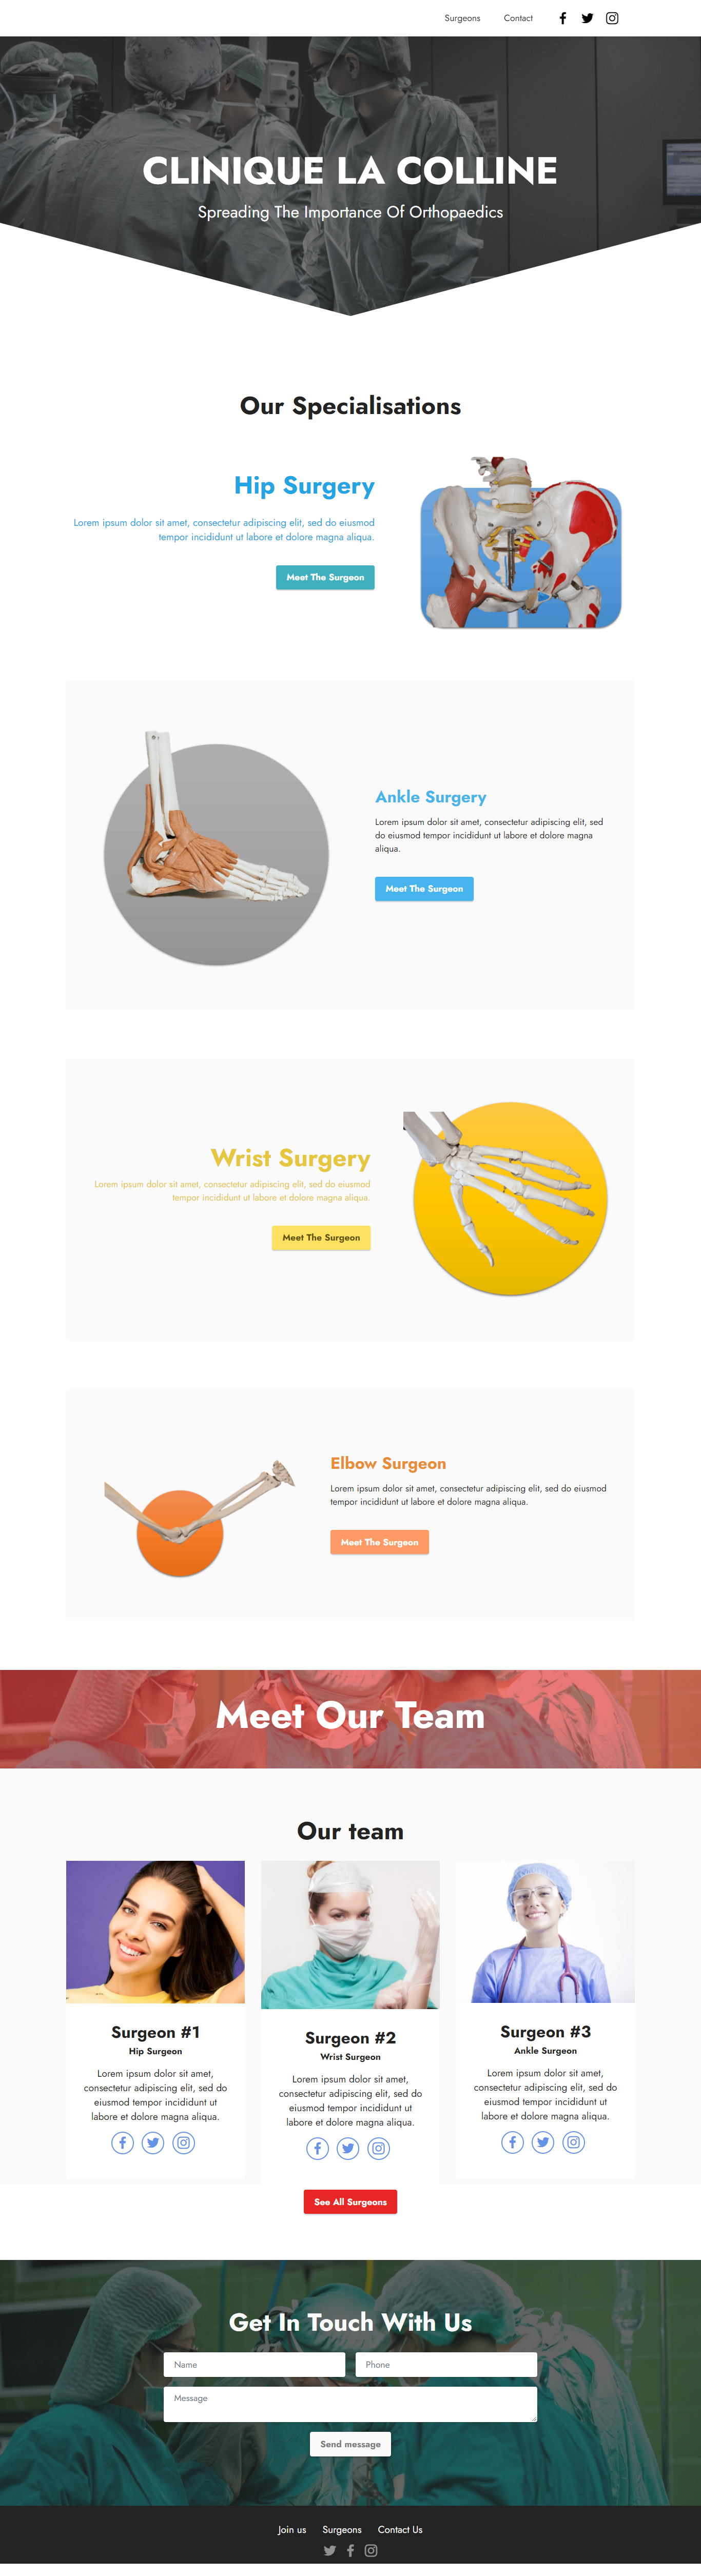 Surgeons Contact
CLINIQUE LA COLLINE
Spreading The Importance Of Orthopaedics
Our Specialisations
Hip Surgery
Lorem ipsum dolor sit amet, consectetur adipiscing elit, sed do eiusmod
tempor incididunt ut labore et dolore magna aliqua.
Meet The Surgeon
Ankle Surgery
Lorem ipsum dolor sit amet, consectetur adipiscing elit, sed
do eiusmod tempor incididunt ut labore et dolore magna
aliqua.
Meet The Surgeon
Wrist Surgery
Lorem ipsum dolor sit amet, consectetur adipiscing elit, sed do eiusmod
tempor incididunt ut labore et dolore magna aliqua.
Meet The Surgeon
Elbow Surgeon
Lorem ipsum dolor sit amet, consectetur adipiscing elit, sed do eiusmod
tempor incididunt ut labore et dolore magna aliqua.
Meet The Surgeon
Meet Our Team
Our team
Surgeon #1
Hip Surgeon
Lorem ipsum dolor sit amet,
consectetur adipiscing elit, sed do
eiusmod tempor incididunt ut
labore et dolore magna aliqua.
Surgeon #2
Wrist Surgeon
Lorem ipsum dolor sit amet,
consectetur adipiscing elit, sed do
eiusmod tempor incididunt ut
labore et dolore magna aliqua.
Surgeon #3
Ankle Surgeon
Lorem ipsum dolor sit amet,
consectetur adipiscing elit, sed do
eiusmod tempor incididunt ut
labore et dolore magna aliqua.
See All Surgeons
Get In Touch With Us
Name
Phone
Message
Send message
Join us Surgeons Contact Us